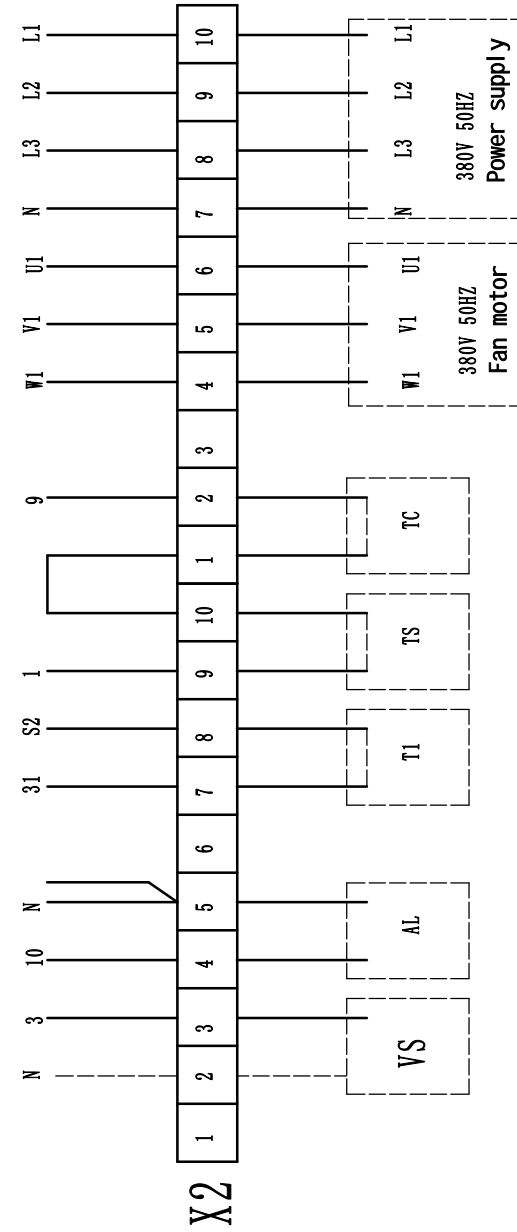 N 3 10 N 31 S2 1 9 W1 V1 U1 N L3 L2 L1
X2 1 2 3 4 5 6 7 8 9 10 1 2 3 4 5 6 7 8 9 10
VS AL T1 TS TC W1 V1 U1 N L3 L2 L1
380V 50HZ 380V 50HZ
Fan motor Power supply